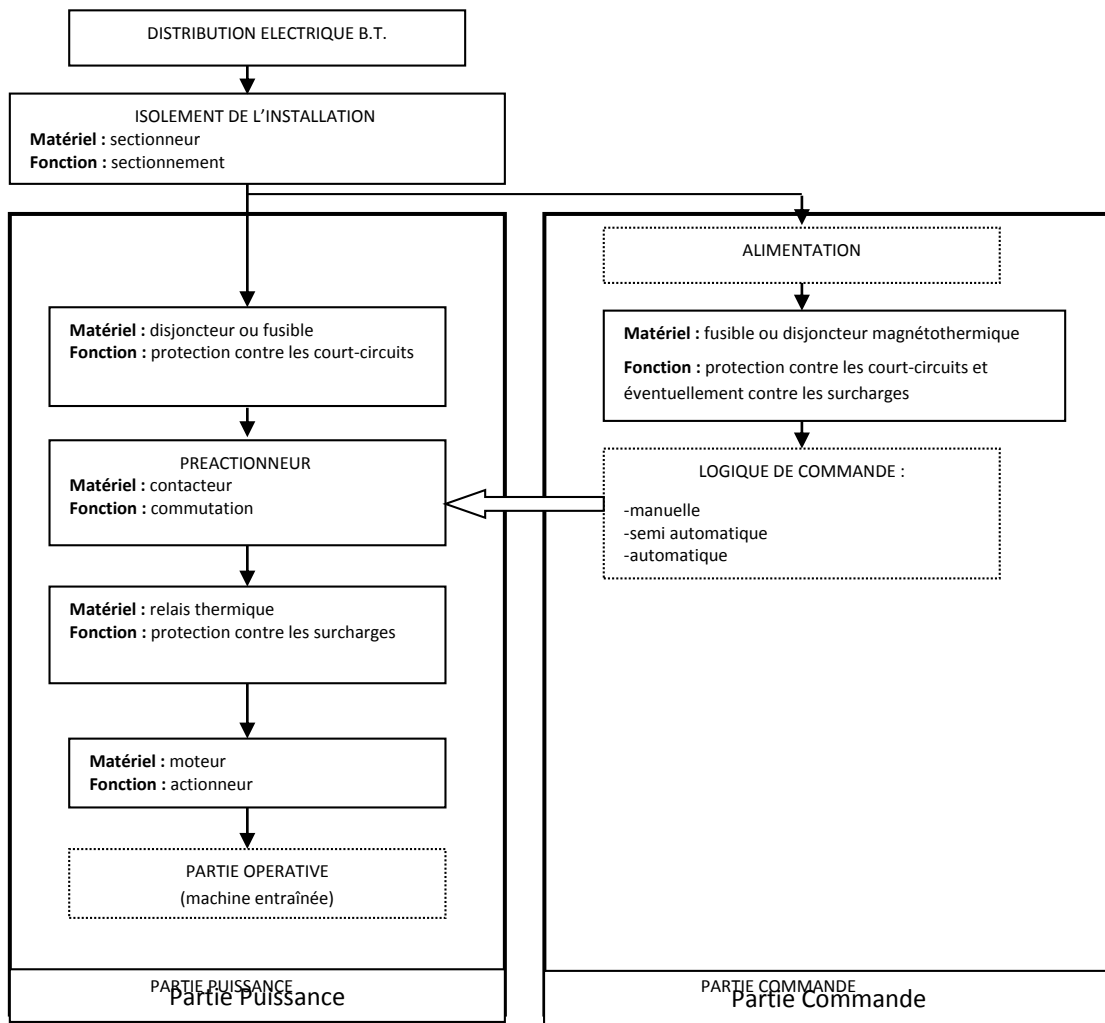 DISTRIBUTION ELECTRIQUE B.T.
ISOLEMENT DE L’INSTALLATION
Matériel : sectionneur
Fonction : sectionnement
Matériel : disjoncteur ou fusible
Fonction : protection contre les court-circuits
PREACTIONNEUR
Matériel : contacteur
Fonction : commutation
Matériel : relais thermique
Fonction : protection contre les surcharges
Matériel : moteur
Fonction : actionneur
PARTIE OPERATIVE
(machine entraînée)
PARTIE PUISSANCE
Partie Puissance
ALIMENTATION
Matériel : fusible ou disjoncteur magnétothermique
Fonction : protection contre les court-circuits et
éventuellement contre les surcharges
LOGIQUE DE COMMANDE :
-manuelle
-semi automatique
-automatique
PARTIE COMMANDE
Partie Commande